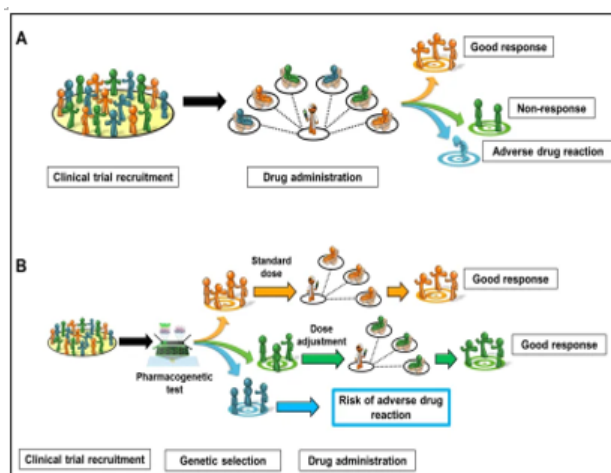 A
Good response
Non-response
Adverse drug reaction
Clinical trial recruitment
Drug administration
B
Standard
dose
Good response
Dose
adjustment
Good response
Pharmacogenetic
test
Risk of adverse drug
reaction
Clinical trial recruitment
Genetic selection
Drug administration